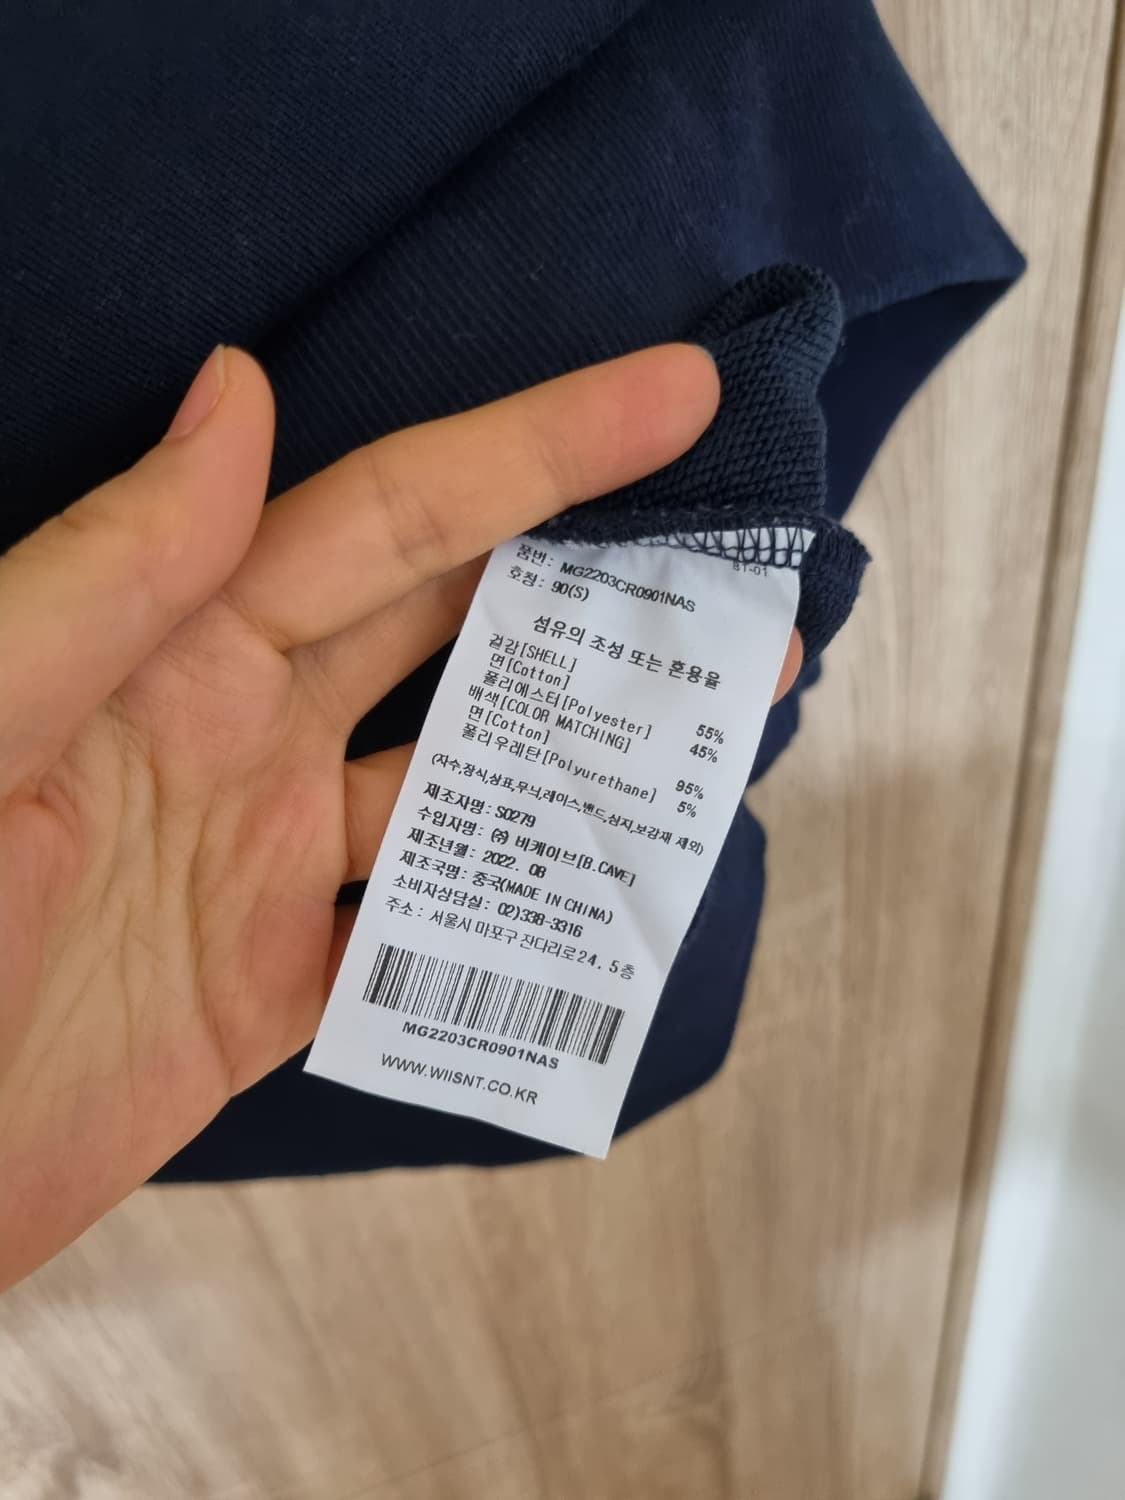 BT-01
품번: MG2203CR0901NAS
호칭: 90(S)
섬유의 조성 또는 혼용율
겉감[SHELL]
면[Cotton] 55%
폴리에스터[Polyester] 45%
배색[COLOR MATCHING]
면[Cotton] 95%
폴리우레탄[Polyurethane] 5%
(자수,장식,상표,무늬,레이스,밴드,심지,보강재 제외)
제조자명: S0279
수입자명: ㈜ 비케이브[B.CAVE]
제조년월: 2022. 08
제조국명: 중국(MADE IN CHINA)
소비자상담실: 02)338-3316
주소: 서울시 마포구 잔다리로24, 5층
MG2203CR0901NAS
WWW.WIISNT.CO.KR